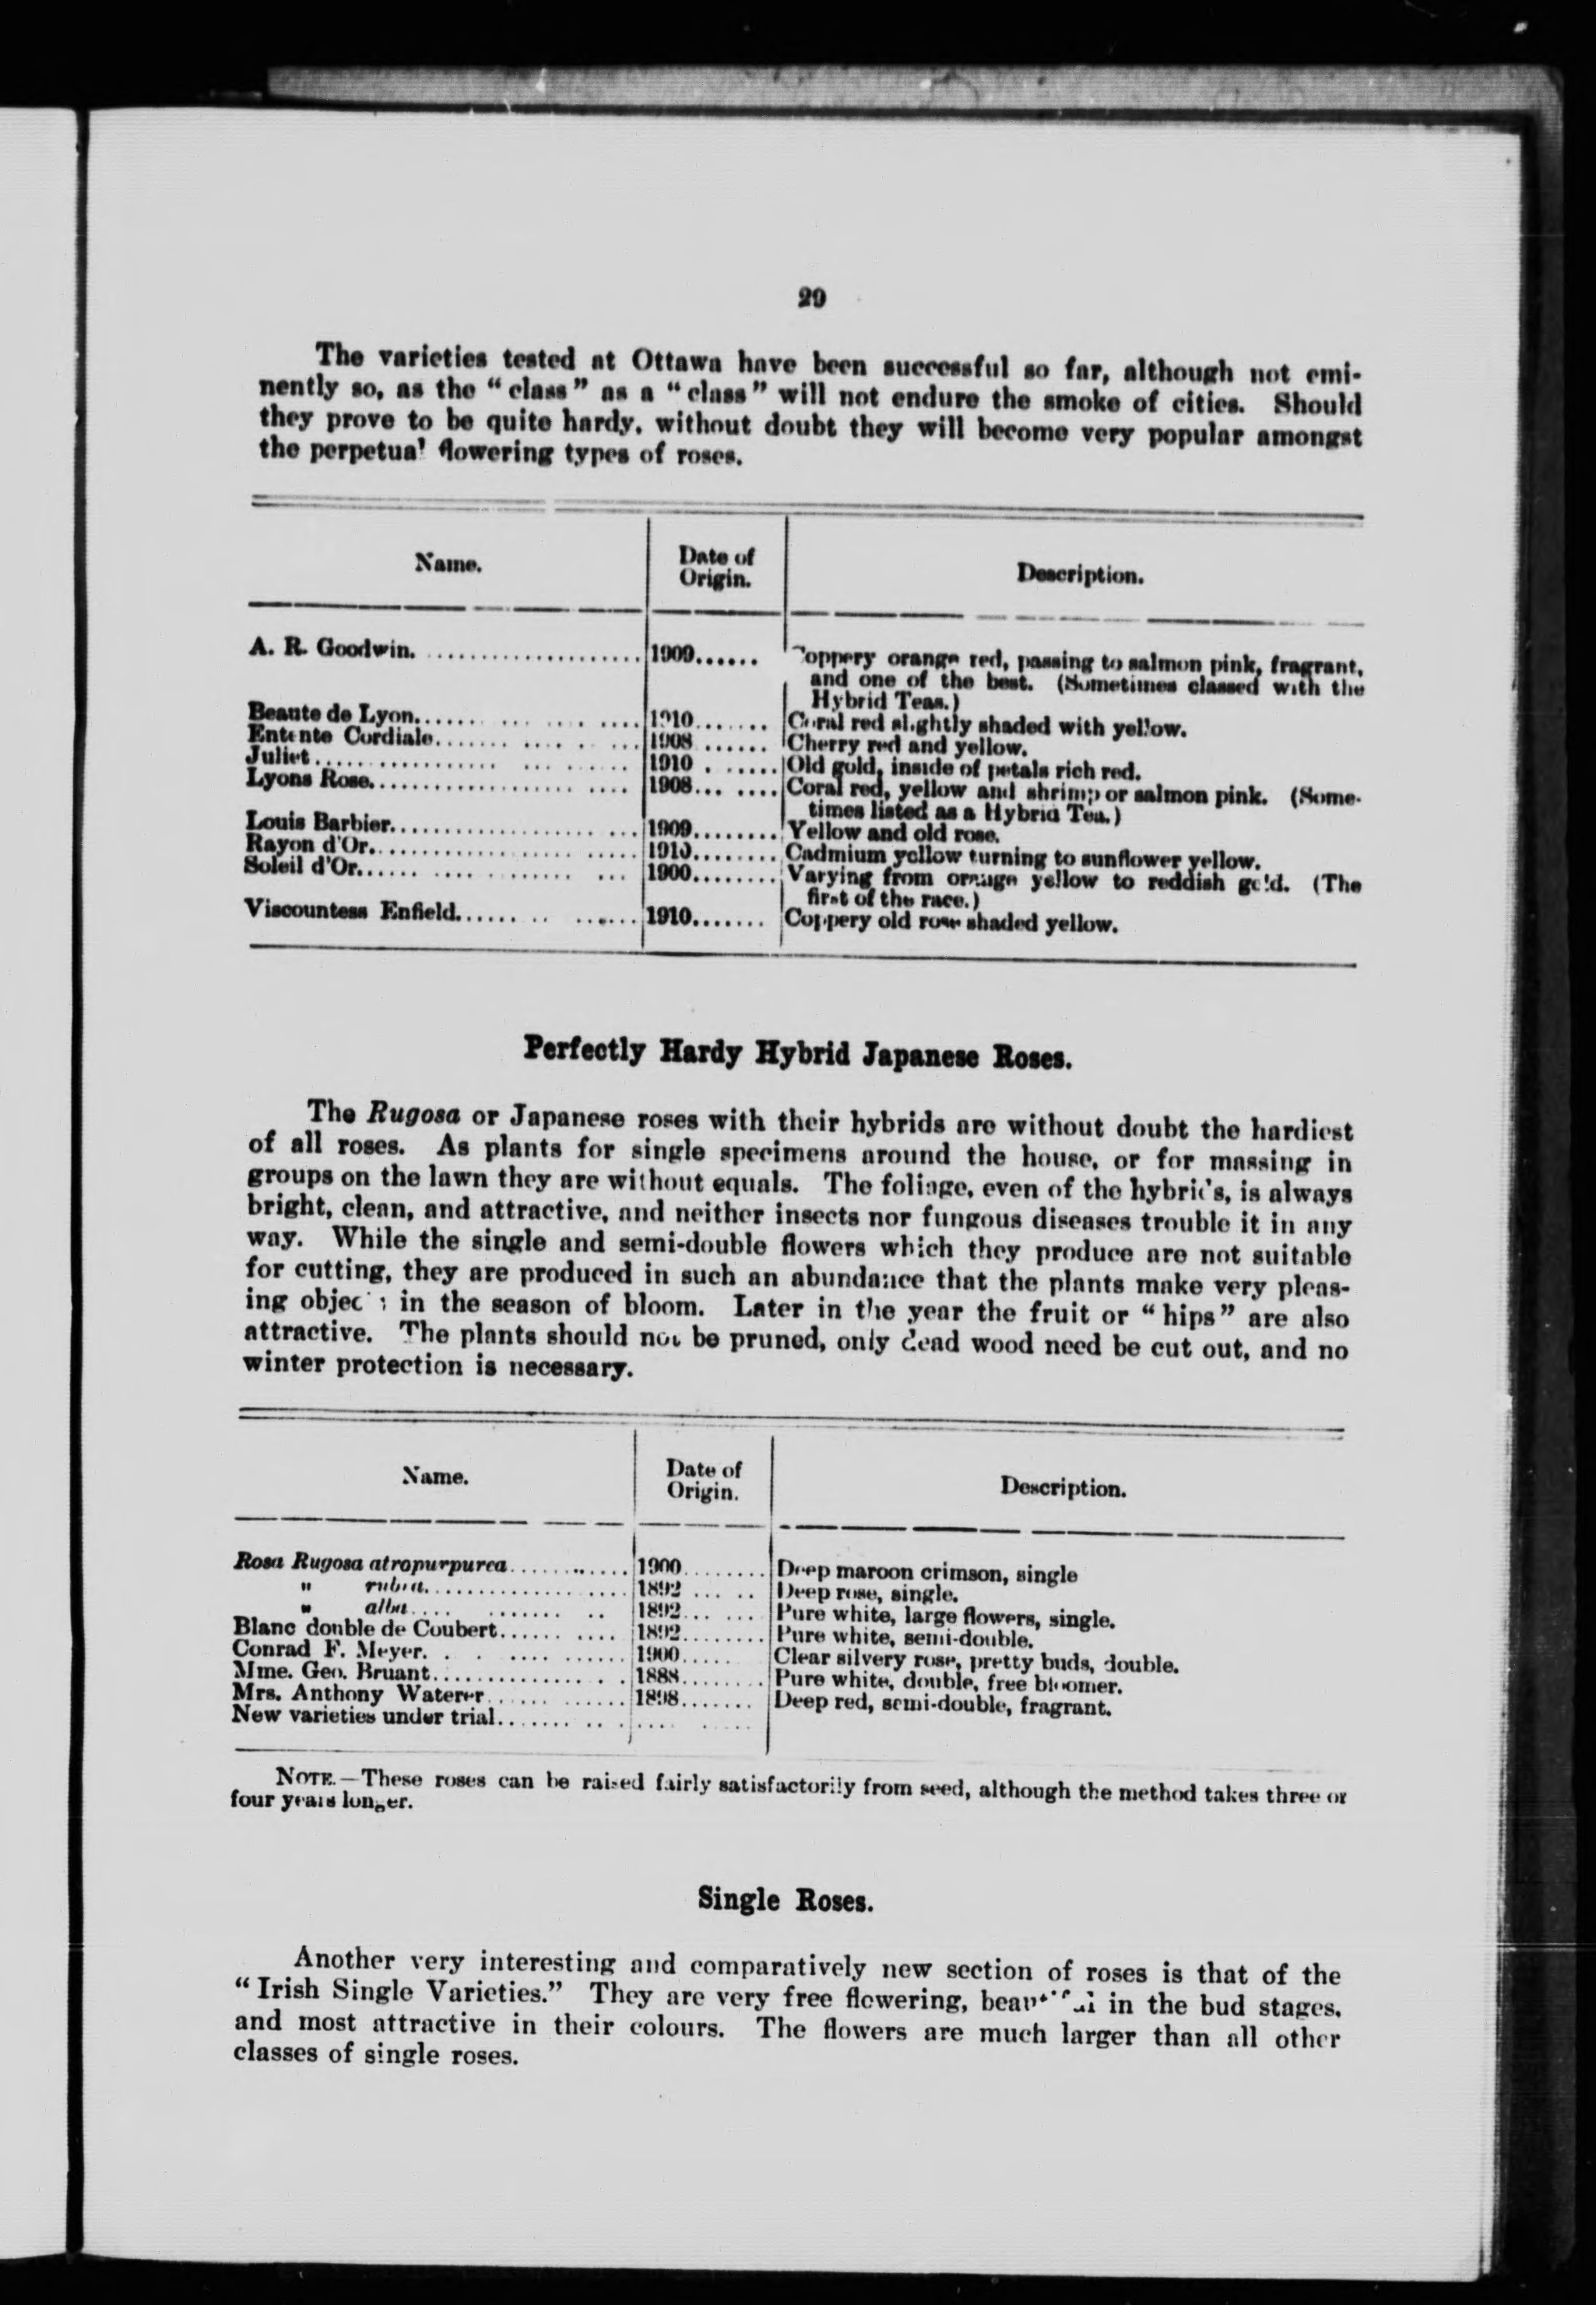 29
The varieties tested at Ottawa have been successful so far, although not emi-
nently so, as the "class" as a "class" will not endure the smoke of cities. Should
they prove to be quite hardy, without doubt they will become very popular amongst
the perpetual flowering types of roses.
Name. Date of Origin. Description.
A. R. Goodwin. .................... 1909...... Coppery orange red, passing to salmon pink, fragrant,
and one of the best. (Sometimes classed with the
Hybrid Teas.)
Beaute de Lyon.................... 1910....... Coral red slightly shaded with yellow.
Entente Cordiale.................. 1908 ...... Cherry red and yellow.
Juliet............................ 1910 . ...... Old gold, inside of petals rich red.
Lyons Rose........................ 1908... .... Coral red, yellow and shrimp or salmon pink. (Some-
times listed as a Hybrid Tea.)
Louis Barbier..................... 1909........ Yellow and old rose.
Rayon d'Or........................ 1910........ Cadmium yellow turning to sunflower yellow.
Soleil d'Or...... .... ........ ... 1900........ Varying from orange yellow to reddish gold. (The
first of the race.)
Viscountess Enfield....... .. ...... 1910....... Coppery old rose shaded yellow.
Perfectly Hardy Hybrid Japanese Roses.
The Rugosa or Japanese roses with their hybrids are without doubt the hardiest
of all roses. As plants for single specimens around the house, or for massing in
groups on the lawn they are without equals. The foliage, even of the hybrids, is always
bright, clean, and attractive, and neither insects nor fungous diseases trouble it in any
way. While the single and semi-double flowers which they produce are not suitable
for cutting, they are produced in such an abundance that the plants make very pleas-
ing objects in the season of bloom. Later in the year the fruit or "hips" are also
attractive. The plants should not be pruned, only dead wood need be cut out, and no
winter protection is necessary.
Name. Date of Origin. Description.
Rosa Rugosa atropurpurea............ 1900........ Deep maroon crimson, single
" rubra................... 1892 ... .. Deep rose, single.
" alba.... ........ .. 1892... ... Pure white, large flowers, single.
Blanc double de Coubert....... .... 1892........ Pure white, semi-double.
Conrad F. Meyer. . . ........... 1900..... Clear silvery rose, pretty buds, double.
Mme. Geo. Bruant................. . 1888........ Pure white, double, free bloomer.
Mrs. Anthony Waterer.............. 1898....... Deep red, semi-double, fragrant.
New varieties under trial........ .. .... .....
NOTE.—These roses can be raised fairly satisfactorily from seed, although the method takes three or
four years longer.
Single Roses.
Another very interesting and comparatively new section of roses is that of the
"Irish Single Varieties." They are very free flowering, beautiful in the bud stages,
and most attractive in their colours. The flowers are much larger than all other
classes of single roses.